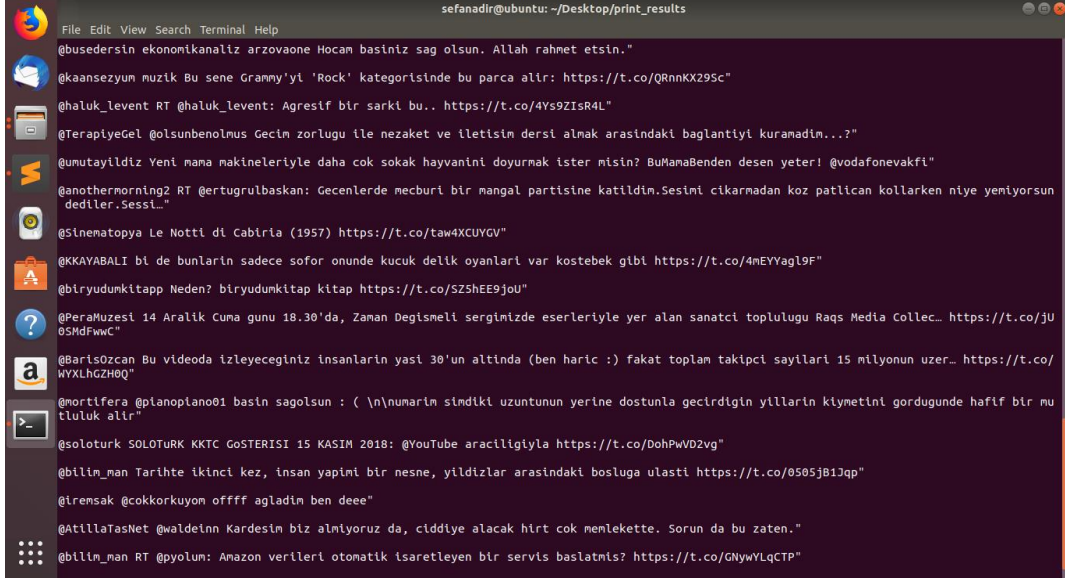 sefanadir@ubuntu: ~/Desktop/print_results
File Edit View Search Terminal Help
@busedersin ekonomikanaliz arzovaone Hocam basiniz sag olsun. Allah rahmet etsin."
@kaansezyum muzik Bu sene Grammy'yi 'Rock' kategorisinde bu parca alir: https://t.co/QRnnKX29Sc"
@haluk_levent RT @haluk_levent: Agresif bir sarki bu.. https://t.co/4Ys9ZIsR4L"
@TerapiyeGel @olsunbenolmus Gecim zorlugu ile nezaket ve iletisim dersi almak arasindaki baglantiyi kuramadim...?"
@umutayildiz Yeni mama makineleriyle daha cok sokak hayvanini doyurmak ister misin? BuMamaBenden desen yeter! @vodafonevakfi"
@anothermorning2 RT @ertugrulbaskan: Gecenlerde mecburi bir mangal partisine katildim.Sesimi cikarmadan koz patlican kollarken niye yemiyorsun
dediler.Sessi…"
@Sinematopya Le Notti di Cabiria (1957) https://t.co/taw4XCUYGV"
@KKAYABALI bi de bunlarin sadece sofor onunde kucuk delik oyanlari var kostebek gibi https://t.co/4mEYYagl9F"
@biryudumkitapp Neden? biryudumkitap kitap https://t.co/SZ5hEE9joU"
@PeraMuzesi 14 Aralik Cuma gunu 18.30'da, Zaman Degismeli sergimizde eserleriyle yer alan sanatci toplulugu Raqs Media Collec… https://t.co/jU
0SMdFwwC"
@BarisOzcan Bu videoda izleyeceginiz insanlarin yasi 30'un altinda (ben haric :) fakat toplam takipci sayilari 15 milyonun uzer… https://t.co/
WYXLhGZH0Q"
@mortifera @pianopiano01 basin sagolsun : ( \n\numarim simdiki uzuntunun yerine dostunla gecirdigin yillarin kiymetini gordugunde hafif bir mu
tluluk alir"
@soloturk SOLOTuRK KKTC GoSTERISI 15 KASIM 2018: @YouTube araciligiyla https://t.co/DohPwVD2vg"
@bilim_man Tarihte ikinci kez, insan yapimi bir nesne, yildizlar arasindaki bosluga ulasti https://t.co/0505jB1Jqp"
@iremsak @cokkorkuyom offff agladim ben deee"
@AtillaTasNet @waldeinn Kardesim biz almiyoruz da, ciddiye alacak hirt cok memlekette. Sorun da bu zaten."
@bilim_man RT @pyolum: Amazon verileri otomatik isaretleyen bir servis baslatmis? https://t.co/GNywYLqCTP"